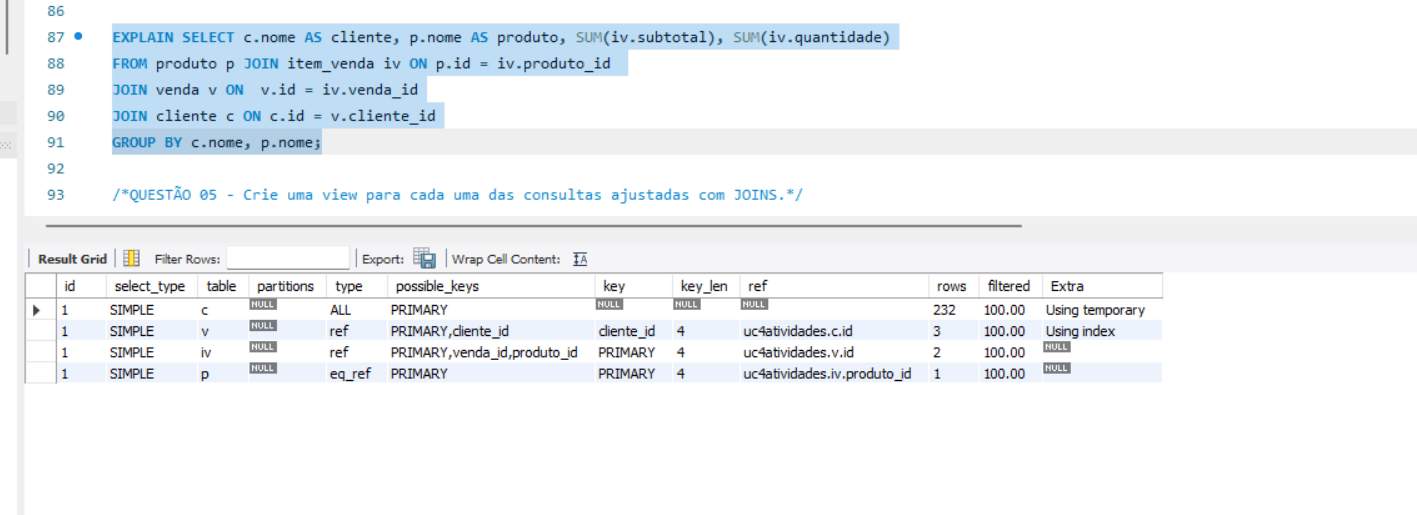 86
87 EXPLAIN SELECT c.nome AS cliente, p.nome AS produto, SUM(iv.subtotal), SUM(iv.quantidade)
88 FROM produto p JOIN item_venda iv ON p.id = iv.produto_id
89 JOIN venda v ON  v.id = iv.venda_id
90 JOIN cliente c ON c.id = v.cliente_id
91 GROUP BY c.nome, p.nome;
92
93 /*QUESTÃO 05 - Crie uma view para cada uma das consultas ajustadas com JOINS.*/
Result Grid Filter Rows: Export: Wrap Cell Content: IA
id select_type table partitions type possible_keys key key_len ref rows filtered Extra
1 SIMPLE c NULL ALL PRIMARY NULL NULL NULL 232 100.00 Using temporary
1 SIMPLE v NULL ref PRIMARY,cliente_id cliente_id 4 uc4atividades.c.id 3 100.00 Using index
1 SIMPLE iv NULL ref PRIMARY,venda_id,produto_id PRIMARY 4 uc4atividades.v.id 2 100.00 NULL
1 SIMPLE p NULL eq_ref PRIMARY PRIMARY 4 uc4atividades.iv.produto_id 1 100.00 NULL